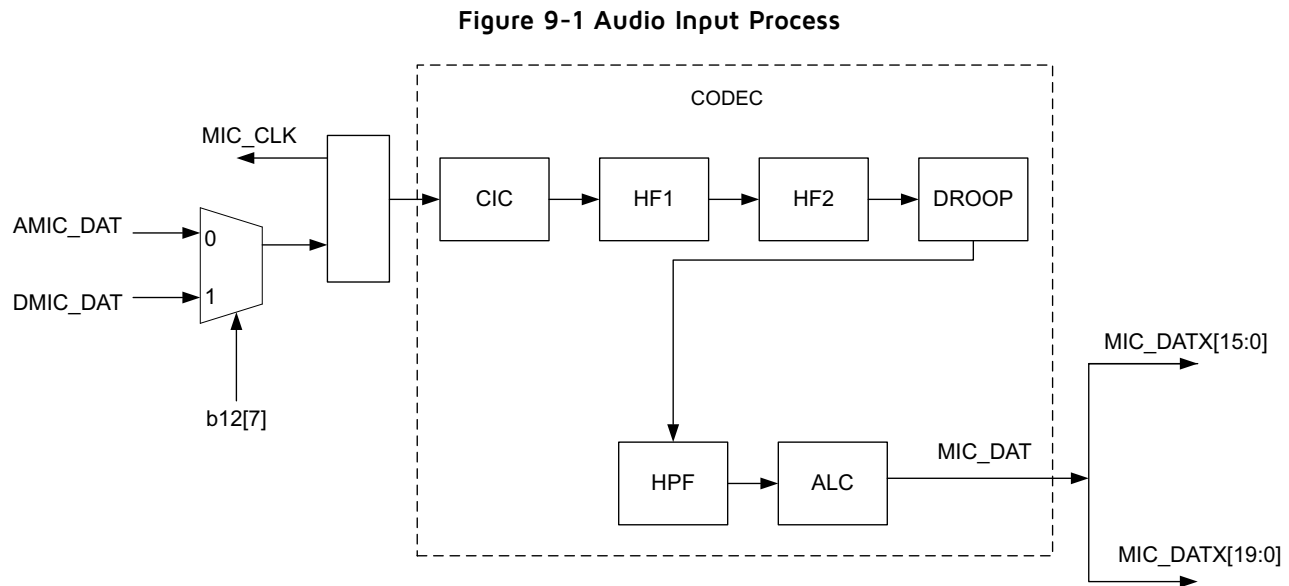 Figure 9-1 Audio Input Process
CODEC
MIC_CLK
CIC
HF1
HF2
DROOP
AMIC_DAT
0
DMIC_DAT
1
b12[7]
MIC_DATX[15:0]
HPF
ALC
MIC_DAT
MIC_DATX[19:0]